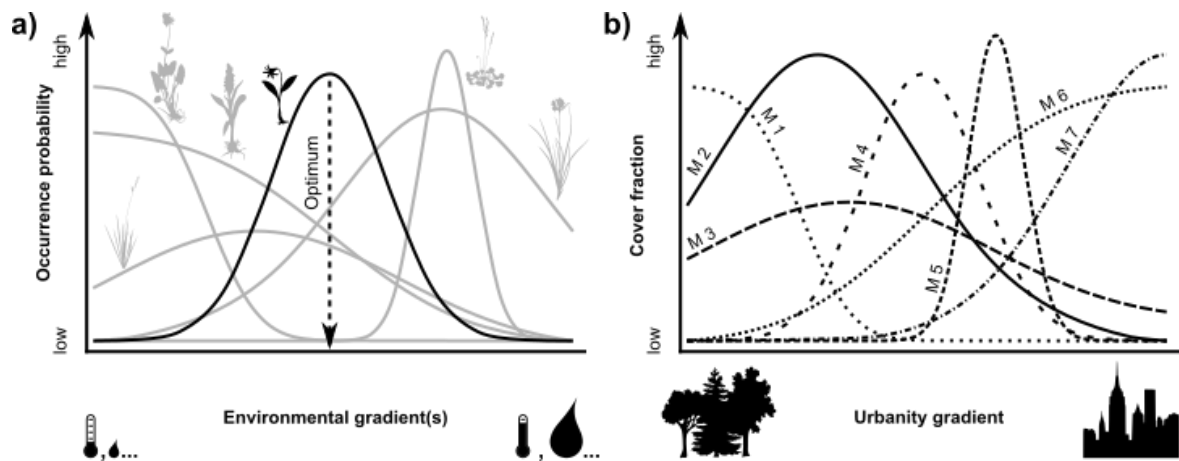 a)
high
Occurrence probability
low
Optimum
Environmental gradient(s)
, ...
, ...
b)
high
Cover fraction
low
M 1
M 2
M 3
M 4
M 5
M 6
M 7
Urbanity gradient